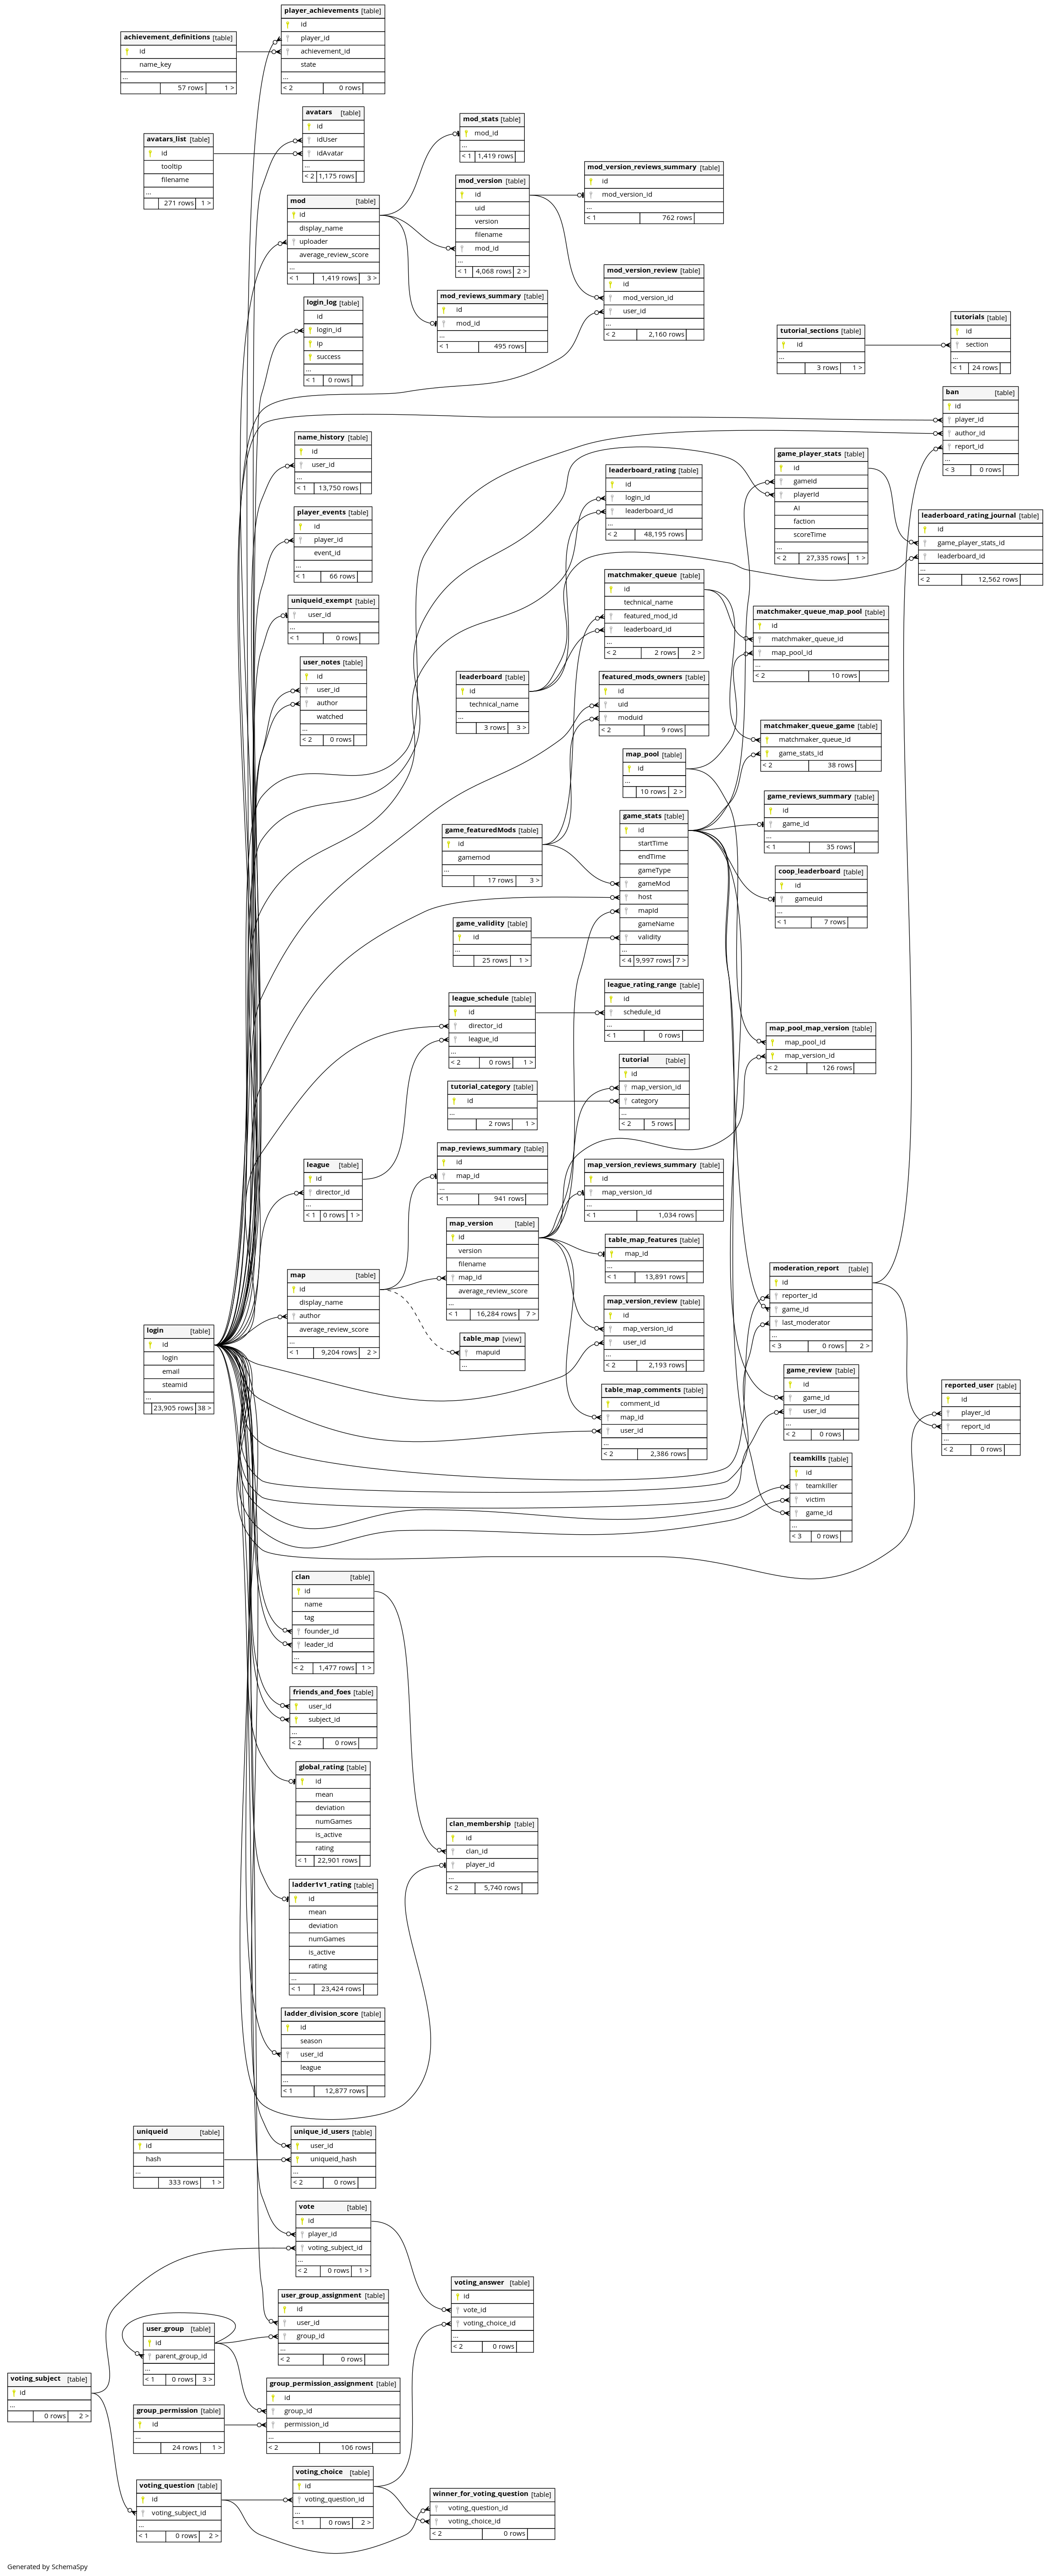 player_achievements [table]
id
player_id
achievement_id
state
...
< 2 0 rows
achievement_definitions [table]
id
name_key
...
57 rows 1 >
avatars [table]
id
idUser
idAvatar
...
< 2 1,175 rows
avatars_list [table]
id
tooltip
filename
...
271 rows 1 >
mod_stats [table]
mod_id
...
< 1 1,419 rows
mod_version_reviews_summary [table]
id
mod_version_id
...
< 1 762 rows
mod_version [table]
id
uid
version
filename
mod_id
...
< 1 4,068 rows 2 >
mod [table]
id
display_name
uploader
average_review_score
...
< 1 1,419 rows 3 >
mod_version_review [table]
id
mod_version_id
user_id
...
< 2 2,160 rows
mod_reviews_summary [table]
id
mod_id
...
< 1 495 rows
login_log [table]
id
login_id
ip
success
...
< 1 0 rows
tutorials [table]
id
section
...
< 1 24 rows
tutorial_sections [table]
id
...
3 rows 1 >
ban [table]
id
player_id
author_id
report_id
...
< 3 0 rows
name_history [table]
id
user_id
...
< 1 13,750 rows
game_player_stats [table]
id
gameId
playerId
AI
faction
scoreTime
...
< 2 27,335 rows 1 >
leaderboard_rating [table]
id
login_id
leaderboard_id
...
< 2 48,195 rows
player_events [table]
id
player_id
event_id
...
< 1 66 rows
leaderboard_rating_journal [table]
id
game_player_stats_id
leaderboard_id
...
< 2 12,562 rows
matchmaker_queue [table]
id
technical_name
featured_mod_id
leaderboard_id
...
< 2 2 rows 2 >
uniqueid_exempt [table]
user_id
...
< 1 0 rows
matchmaker_queue_map_pool [table]
id
matchmaker_queue_id
map_pool_id
...
< 2 10 rows
user_notes [table]
id
user_id
author
watched
...
< 2 0 rows
leaderboard [table]
id
technical_name
...
3 rows 3 >
featured_mods_owners [table]
id
uid
moduid
...
< 2 9 rows
matchmaker_queue_game [table]
matchmaker_queue_id
game_stats_id
...
< 2 38 rows
map_pool [table]
id
...
10 rows 2 >
game_reviews_summary [table]
id
game_id
...
< 1 35 rows
game_stats [table]
id
startTime
endTime
gameType
gameMod
host
mapId
gameName
validity
...
< 4 9,997 rows 7 >
game_featuredMods [table]
id
gamemod
...
17 rows 3 >
coop_leaderboard [table]
id
gameuid
...
< 1 7 rows
game_validity [table]
id
...
25 rows 1 >
league_rating_range [table]
id
schedule_id
...
< 1 0 rows
league_schedule [table]
id
director_id
league_id
...
< 2 0 rows 1 >
map_pool_map_version [table]
map_pool_id
map_version_id
...
< 2 126 rows
tutorial [table]
id
map_version_id
category
...
< 2 5 rows
tutorial_category [table]
id
...
2 rows 1 >
map_reviews_summary [table]
id
map_id
...
< 1 941 rows
league [table]
id
director_id
...
< 1 0 rows 1 >
map_version_reviews_summary [table]
id
map_version_id
...
< 1 1,034 rows
map_version [table]
id
version
filename
map_id
average_review_score
...
< 1 16,284 rows 7 >
table_map_features [table]
map_id
...
< 1 13,891 rows
map [table]
id
display_name
author
average_review_score
...
< 1 9,204 rows 2 >
moderation_report [table]
id
reporter_id
game_id
last_moderator
...
< 3 0 rows 2 >
map_version_review [table]
id
map_version_id
user_id
...
< 2 2,193 rows
login [table]
id
login
email
steamid
...
23,905 rows 38 >
table_map [view]
mapuid
...
game_review [table]
id
game_id
user_id
...
< 2 0 rows
reported_user [table]
id
player_id
report_id
...
< 2 0 rows
table_map_comments [table]
comment_id
map_id
user_id
...
< 2 2,386 rows
teamkills [table]
id
teamkiller
victim
game_id
...
< 3 0 rows
clan [table]
id
name
tag
founder_id
leader_id
...
< 2 1,477 rows 1 >
friends_and_foes [table]
user_id
subject_id
...
< 2 0 rows
global_rating [table]
id
mean
deviation
numGames
is_active
rating
< 1 22,901 rows
clan_membership [table]
id
clan_id
player_id
...
< 2 5,740 rows
ladder1v1_rating [table]
id
mean
deviation
numGames
is_active
rating
...
< 1 23,424 rows
ladder_division_score [table]
id
season
user_id
league
...
< 1 12,877 rows
uniqueid [table]
id
hash
...
333 rows 1 >
unique_id_users [table]
user_id
uniqueid_hash
...
< 2 0 rows
vote [table]
id
player_id
voting_subject_id
...
< 2 0 rows 1 >
voting_answer [table]
id
vote_id
voting_choice_id
...
< 2 0 rows
user_group_assignment [table]
id
user_id
group_id
...
< 2 0 rows
user_group [table]
id
parent_group_id
...
< 1 0 rows 3 >
voting_subject [table]
id
...
0 rows 2 >
group_permission_assignment [table]
id
group_id
permission_id
...
< 2 106 rows
group_permission [table]
id
...
24 rows 1 >
voting_choice [table]
id
voting_question_id
...
< 1 0 rows 2 >
voting_question [table]
id
voting_subject_id
...
< 1 0 rows 2 >
winner_for_voting_question [table]
voting_question_id
voting_choice_id
< 2 0 rows
Generated by SchemaSpy